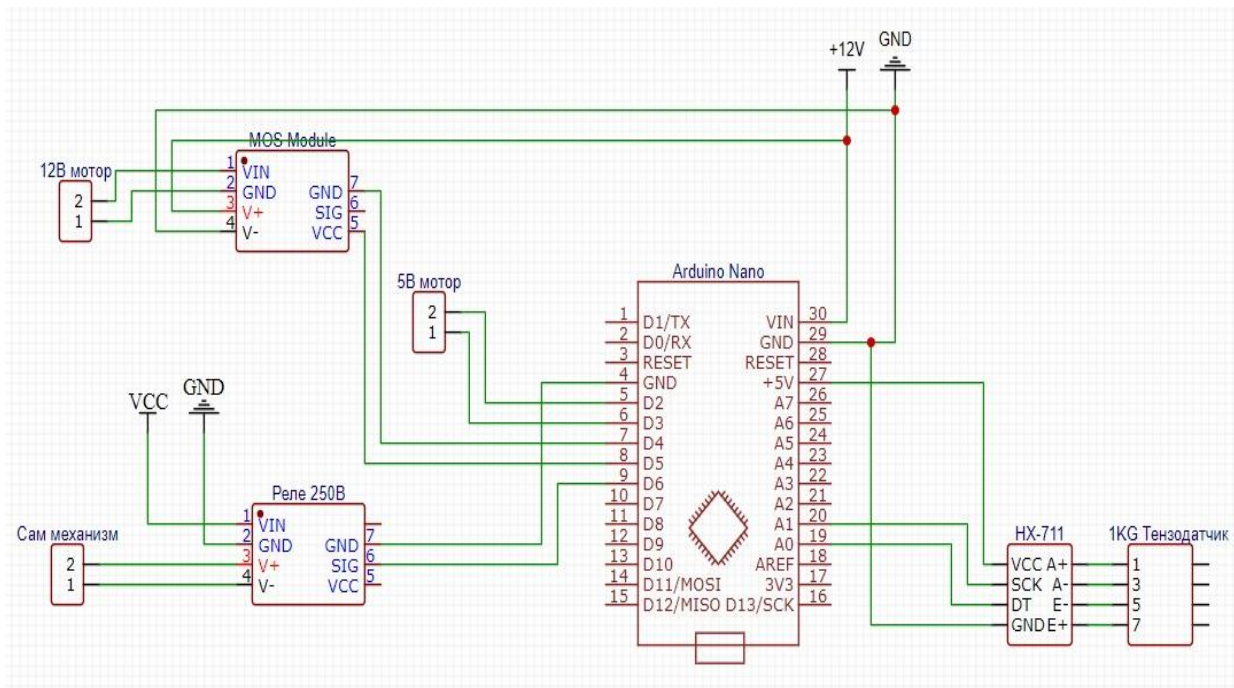 +12V
GND
MOS Module
12В мотор
2
1
1 VIN
2 GND
3 V+
4 V-
GND 7
SIG 6
VCC 5
5В мотор
2
1
Arduino Nano
1 D1/TX
2 D0/RX
3 RESET
4 GND
5 D2
6 D3
7 D4
8 D5
9 D6
10 D7
11 D8
12 D9
13 D10
14 D11/MOSI
15 D12/MISO
VIN 30
GND 29
RESET 28
+5V 27
A7 26
A6 25
A5 24
A4 23
A3 22
A2 21
A1 20
A0 19
AREF 18
3V3 17
D13/SCK 16
VCC
GND
Реле 250В
Сам механизм
2
1
1 VIN
2 GND
3 V+
4 V-
GND 7
SIG 6
VCC 5
HX-711
VCC A+
SCK A-
DT E-
GND E+
1KG Тензодатчик
1
3
5
7